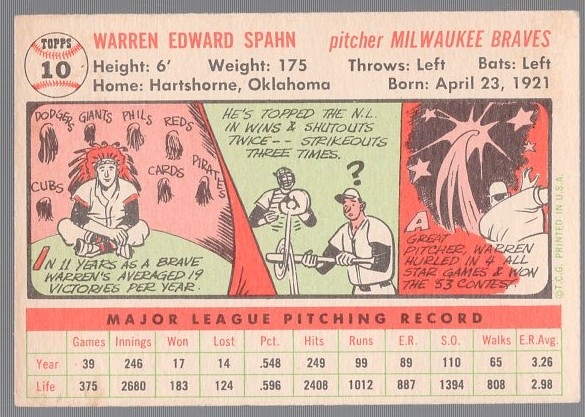 TOPPS
10
WARREN EDWARD SPAHN pitcher MILWAUKEE BRAVES
Height: 6' Weight: 175 Throws: Left Bats: Left
Home: Hartshorne, Oklahoma Born: April 23, 1921
DODGERS GIANTS PHILS REDS
CUBS CARDS PIRATES
IN 11 YEARS AS A BRAVE
WARREN'S AVERAGED 19
VICTORIES PER YEAR.
HE'S TOPPED THE N.L.
IN WINS & SHUTOUTS
TWICE -- STRIKEOUTS
THREE TIMES.
?
A
GREAT
PITCHER, WARREN
HURLED IN 4 ALL
STAR GAMES & WON
THE '53 CONTEST.
©T.C.G. PRINTED IN U.S.A.
MAJOR LEAGUE PITCHING RECORD
Games Innings Won Lost Pct. Hits Runs E.R. S.O. Walks E.R.Avg.
Year 39 246 17 14 .548 249 99 89 110 65 3.26
Life 375 2680 183 124 .596 2408 1012 887 1394 808 2.98